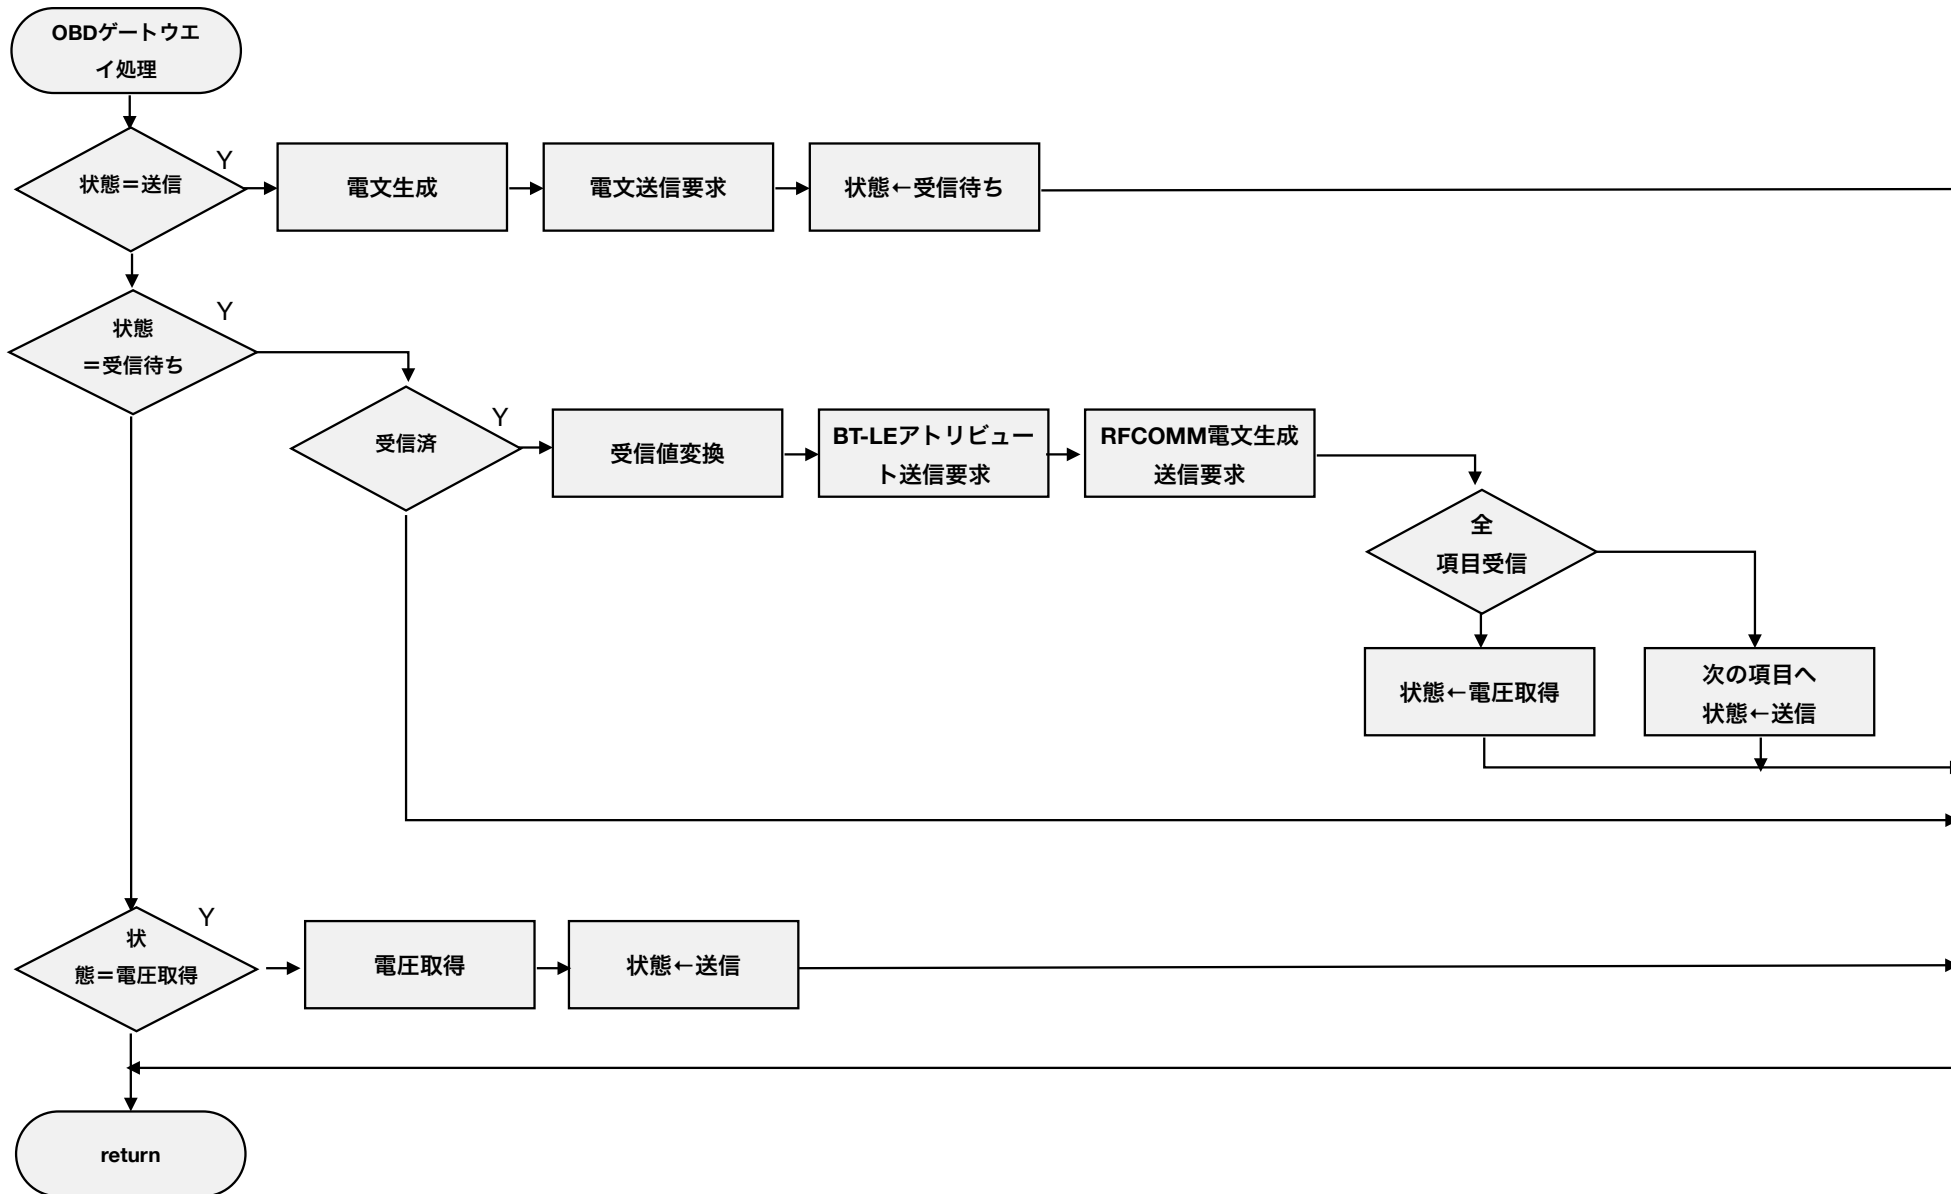 OBDゲートウエ
イ処理
状態＝送信
Y
電文生成
電文送信要求
状態←受信待ち
状態
＝受信待ち
Y
受信済
Y
受信値変換
BT-LEアトリビュー
ト送信要求
RFCOMM電文生成
送信要求
全
項目受信
状態←電圧取得
次の項目へ
状態←送信
状
態＝電圧取得
Y
電圧取得
状態←送信
return